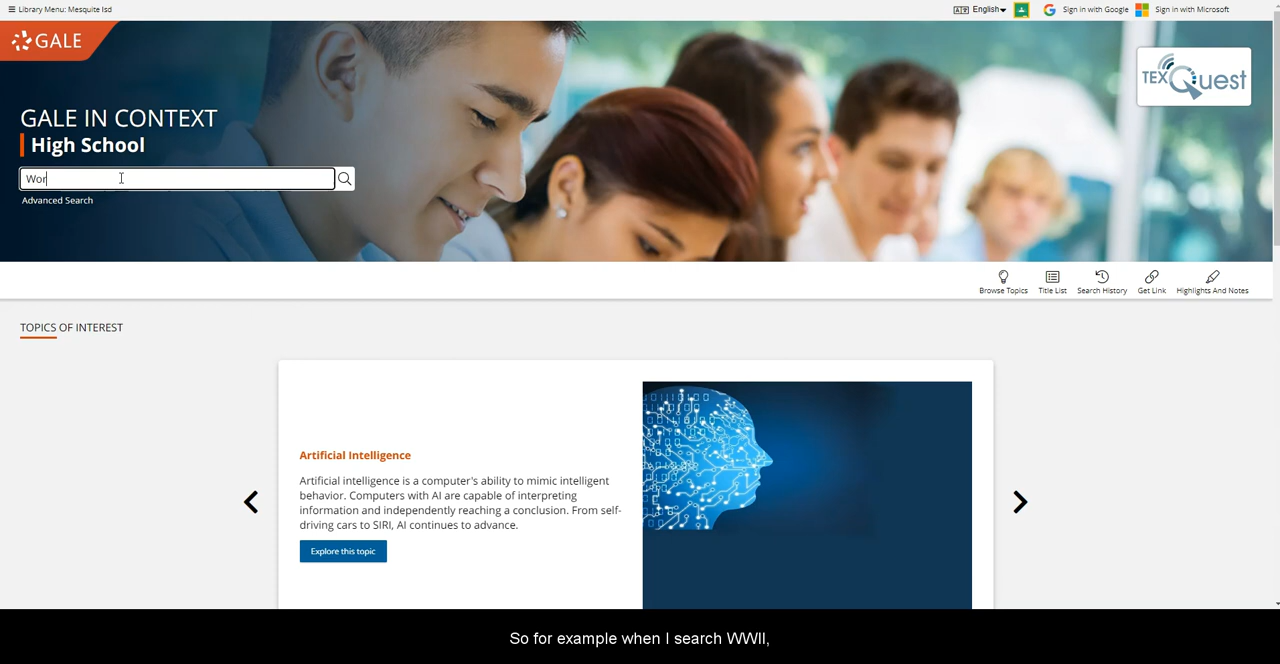 Library Menu: Mesquite Isd
English
Sign in with Google
Sign in with Microsoft
GALE
TEXQuest
GALE IN CONTEXT
High School
Wor
Advanced Search
Browse Topics
Title List
Search History
Get Link
Highlights And Notes
TOPICS OF INTEREST
Artificial Intelligence
Artificial intelligence is a computer's ability to mimic intelligent
behavior. Computers with AI are capable of interpreting
information and independently reaching a conclusion. From self-
driving cars to SIRI, AI continues to advance.
Explore this topic
So for example when I search WWII,